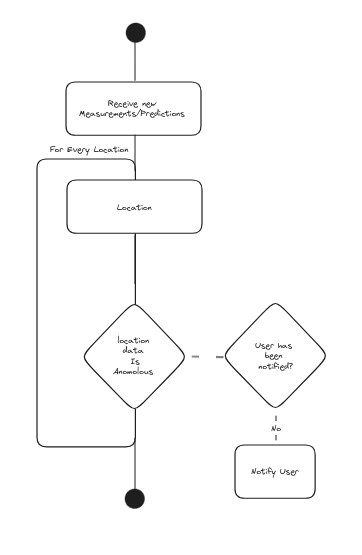 Receive new
Measurements/Predictions
For Every Location
Location
location
data
Is
Anomolous
User has
been
notified?
No
Notify User